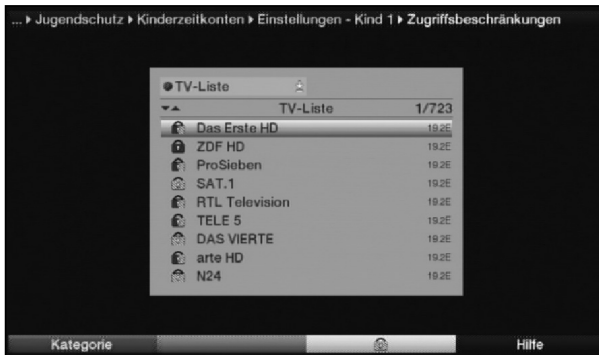 ... ▸ Jugendschutz ▸ Kinderzeitkonten ▸ Einstellungen - Kind 1 ▸ Zugriffsbeschränkungen
TV-Liste
TV-Liste 1/723
Das Erste HD 19.2E
ZDF HD 19.2E
ProSieben 19.2E
SAT.1 19.2E
RTL Television 19.2E
TELE 5 19.2E
DAS VIERTE 19.2E
arte HD 19.2E
N24 19.2E
Kategorie Hilfe